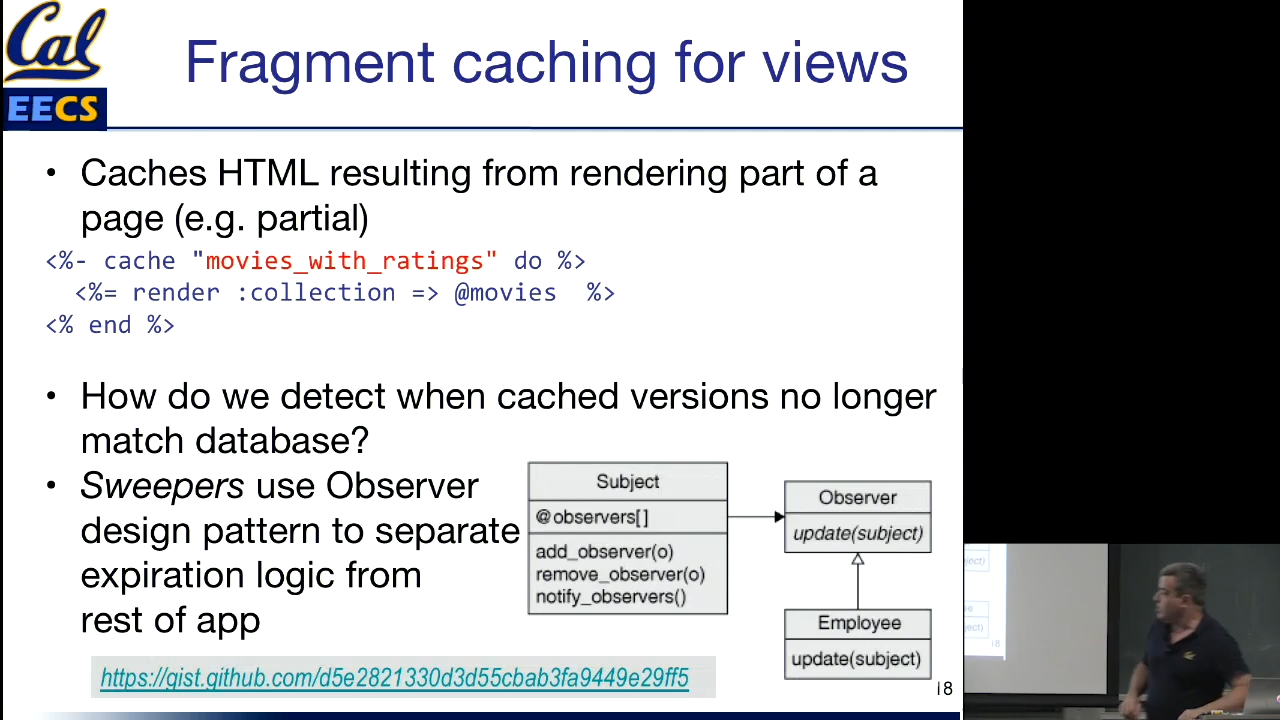 Cal
EECS
Fragment caching for views
• Caches HTML resulting from rendering part of a
page (e.g. partial)
<%- cache "movies_with_ratings" do %>
<%= render :collection => @movies %>
<% end %>
• How do we detect when cached versions no longer
match database?
• Sweepers use Observer
design pattern to separate
expiration logic from
rest of app
Subject
@observers[]
add_observer(o)
remove_observer(o)
notify_observers()
Observer
update(subject)
Employee
update(subject)
https://gist.github.com/d5e2821330d3d55cbab3fa9449e29ff5
18
ject)
ject)
18